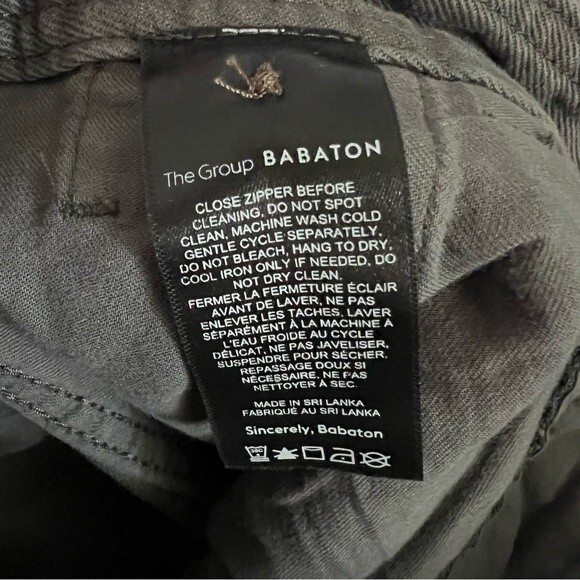 The Group BABATON
CLOSE ZIPPER BEFORE
CLEANING, DO NOT SPOT
CLEAN, MACHINE WASH COLD
GENTLE CYCLE SEPARATELY.
DO NOT BLEACH, HANG TO DRY,
COOL IRON ONLY IF NEEDED, DO
NOT DRY CLEAN.
FERMER LA FERMETURE ÉCLAIR
AVANT DE LAVER, NE PAS
ENLEVER LES TACHES, LAVER
SÉPARÉMENT À LA MACHINE À
L'EAU FROIDE AU CYCLE
DÉLICAT, NE PAS JAVELISER,
SUSPENDRE POUR SÉCHER,
REPASSAGE DOUX SI
NÉCESSAIRE, NE PAS
NETTOYER À SEC.
MADE IN SRI LANKA
FABRIQUÉ AU SRI LANKA
Sincerely, Babaton